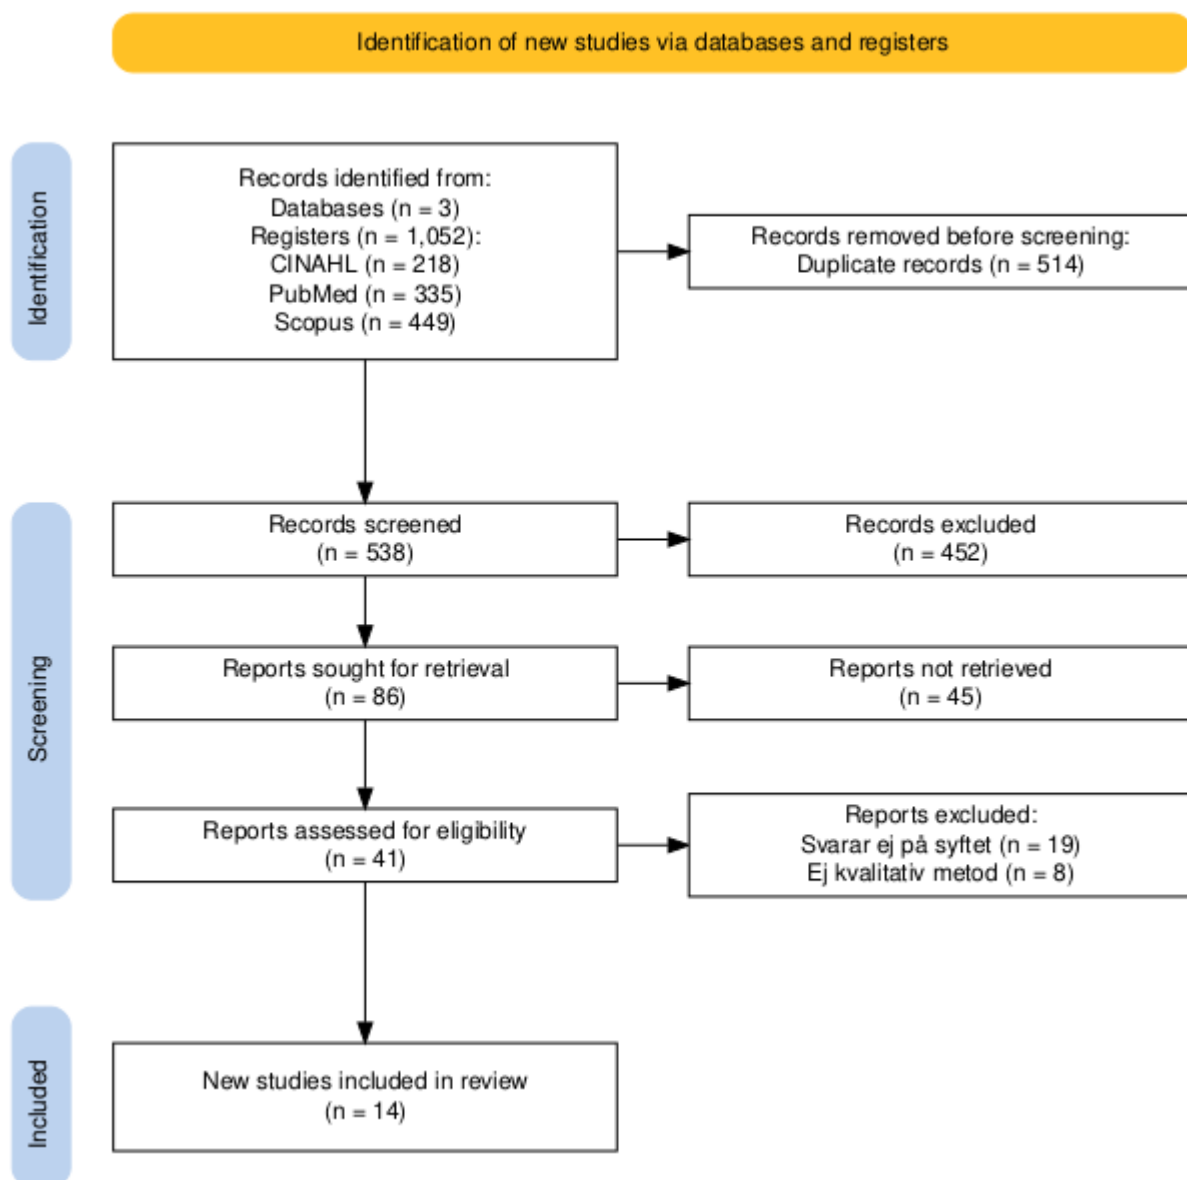 Identification of new studies via databases and registers
Identification
Records identified from:
Databases (n = 3)
Registers (n = 1,052):
CINAHL (n = 218)
PubMed (n = 335)
Scopus (n = 449)
Records removed before screening:
Duplicate records (n = 514)
Screening
Records screened
(n = 538)
Records excluded
(n = 452)
Reports sought for retrieval
(n = 86)
Reports not retrieved
(n = 45)
Reports assessed for eligibility
(n = 41)
Reports excluded:
Svarar ej på syftet (n = 19)
Ej kvalitativ metod (n = 8)
Included
New studies included in review
(n = 14)